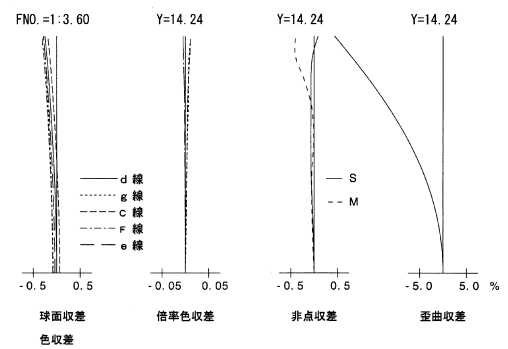 FNO. =1:3.60
Y=14. 24
Y=14. 24
Y=14. 24
d 線
g 線
C 線
F 線
e 線
S
M
-0.5 0.5
-0.05 0.05
-0.5 0.5
-5.0 5.0 %
球面収差
色収差
倍率色収差
非点収差
歪曲収差